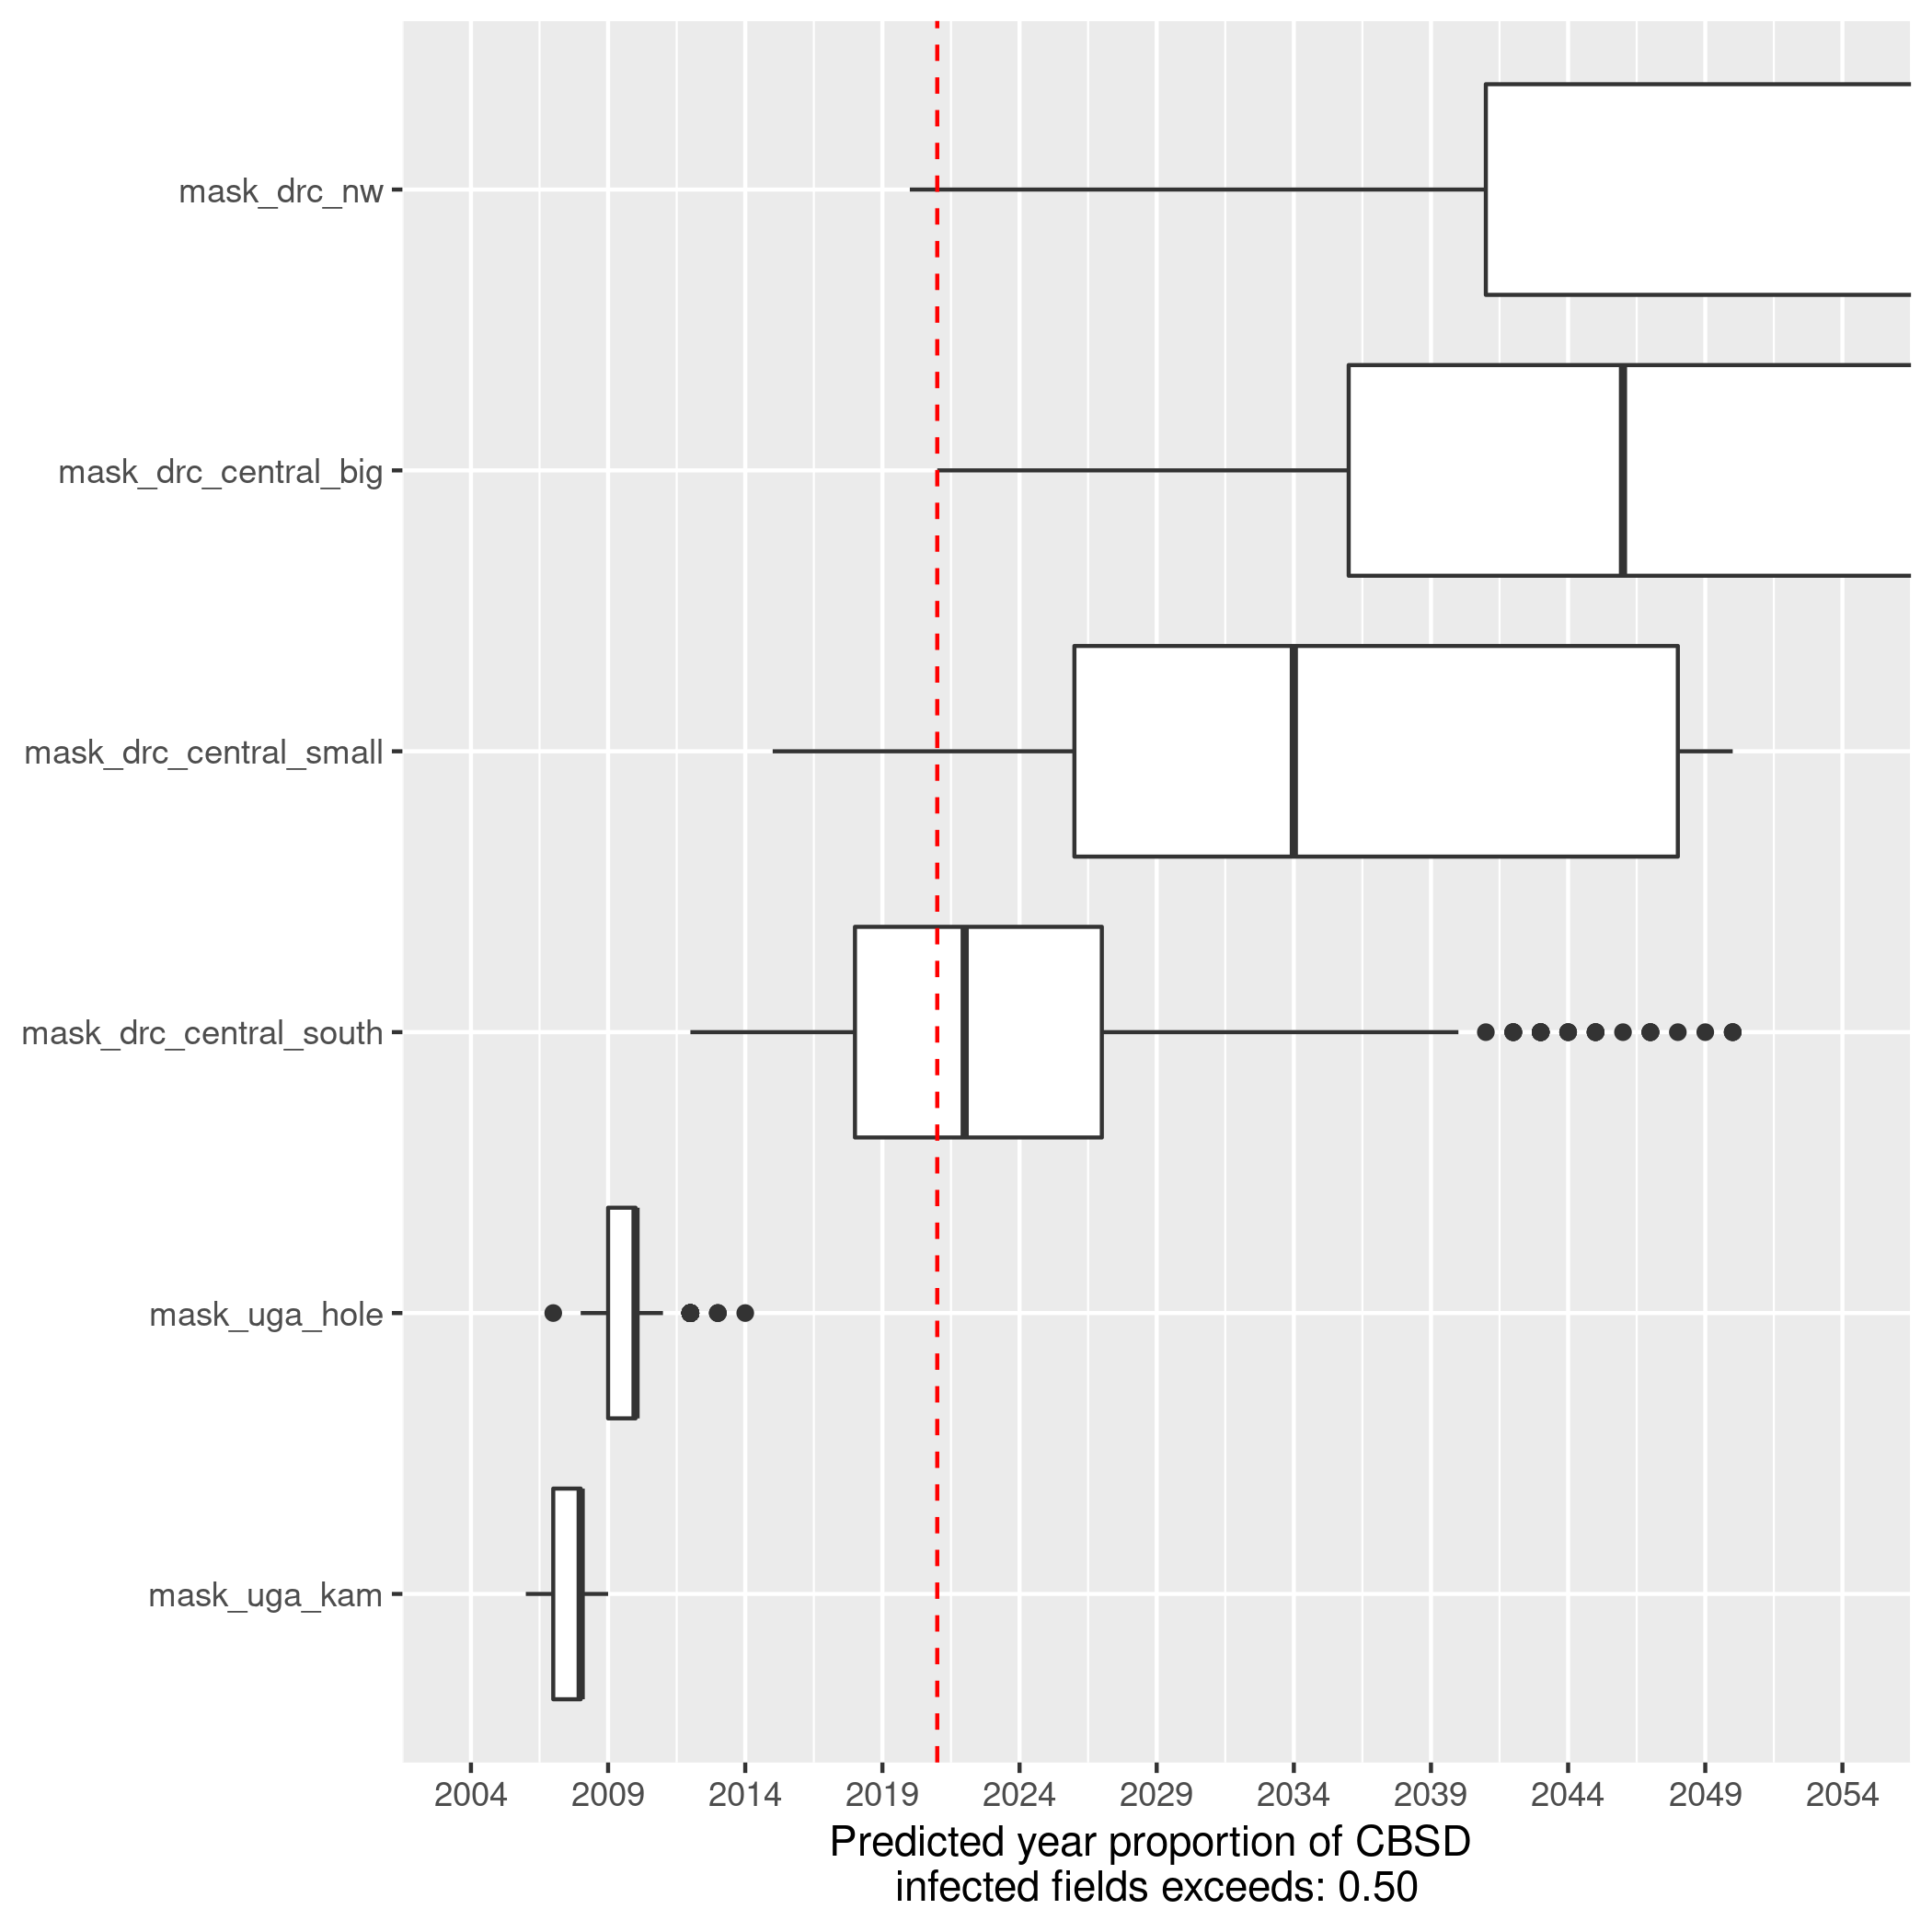 mask_drc_nw
mask_drc_central_big
mask_drc_central_small
mask_drc_central_south
mask_uga_hole
mask_uga_kam
2004 2009 2014 2019 2024 2029 2034 2039 2044 2049 2054
Predicted year proportion of CBSD
infected fields exceeds: 0.50